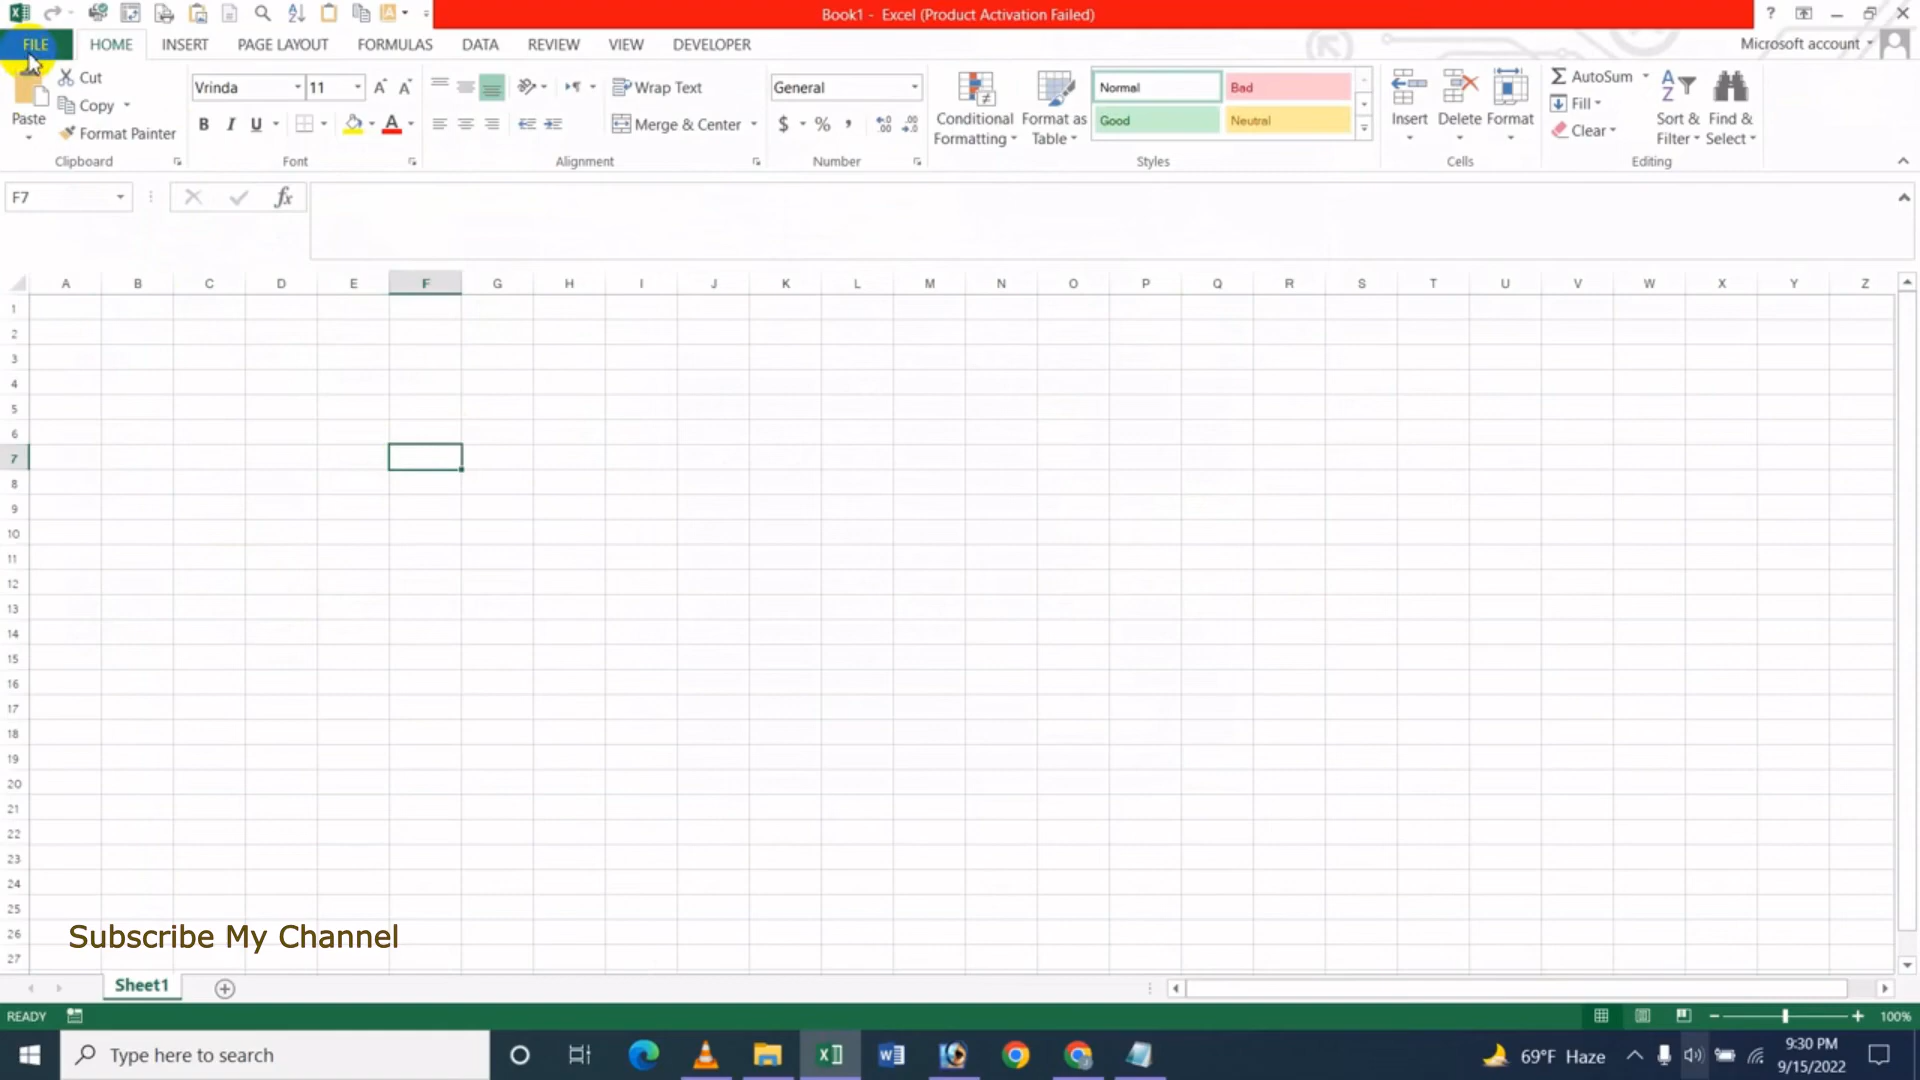 Book1 - Excel (Product Activation Failed)
?
FILE HOME INSERT PAGE LAYOUT FORMULAS DATA REVIEW VIEW DEVELOPER
Microsoft account
Paste
Cut
Copy
Format Painter
Clipboard
Vrinda 11
B I U
Font
Wrap Text
Merge & Center
Alignment
General
$ % ,
Number
Conditional Formatting
Format as Table
Normal Bad
Good Neutral
Styles
Insert Delete Format
Cells
AutoSum
Fill
Clear
Sort & Filter
Find & Select
Editing
F7
fx
A B C D E F G H I J K L M N O P Q R S T U V W X Y Z
1
2
3
4
5
6
7
8
9
10
11
12
13
14
15
16
17
18
19
20
21
22
23
24
25
26
27
Subscribe My Channel
Sheet1
READY
100%
Type here to search
69°F Haze
9:30 PM
9/15/2022